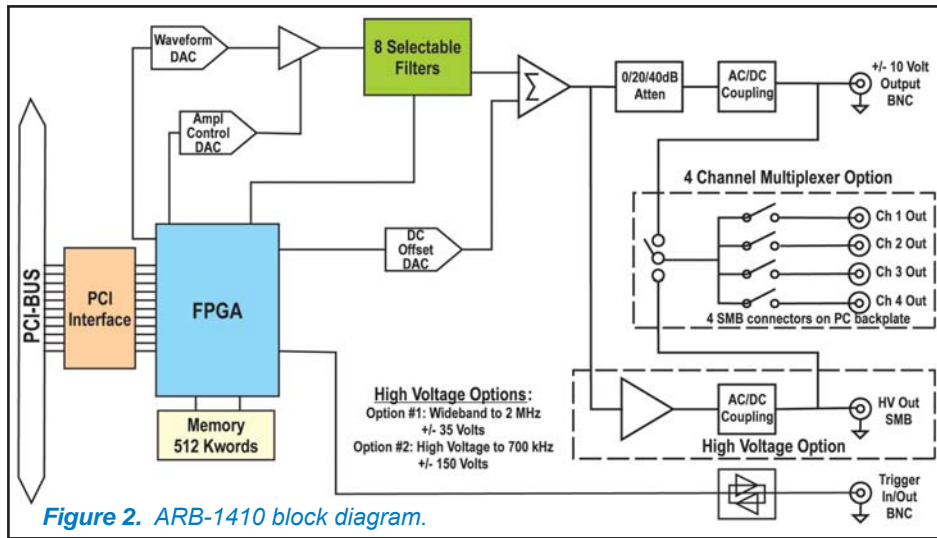 Waveform
DAC
8 Selectable
Filters
Σ
0/20/40dB
Atten
AC/DC
Coupling
+/- 10 Volt
Output
BNC
Ampl
Control
DAC
4 Channel Multiplexer Option
Ch 1 Out
Ch 2 Out
Ch 3 Out
Ch 4 Out
4 SMB connectors on PC backplate
DC
Offset
DAC
PCI-BUS
PCI
Interface
FPGA
Memory
512 Kwords
High Voltage Options:
Option #1: Wideband to 2 MHz
+/- 35 Volts
Option #2: High Voltage to 700 kHz
+/- 150 Volts
AC/DC
Coupling
HV Out
SMB
High Voltage Option
Trigger
In/Out
BNC
Figure 2. ARB-1410 block diagram.